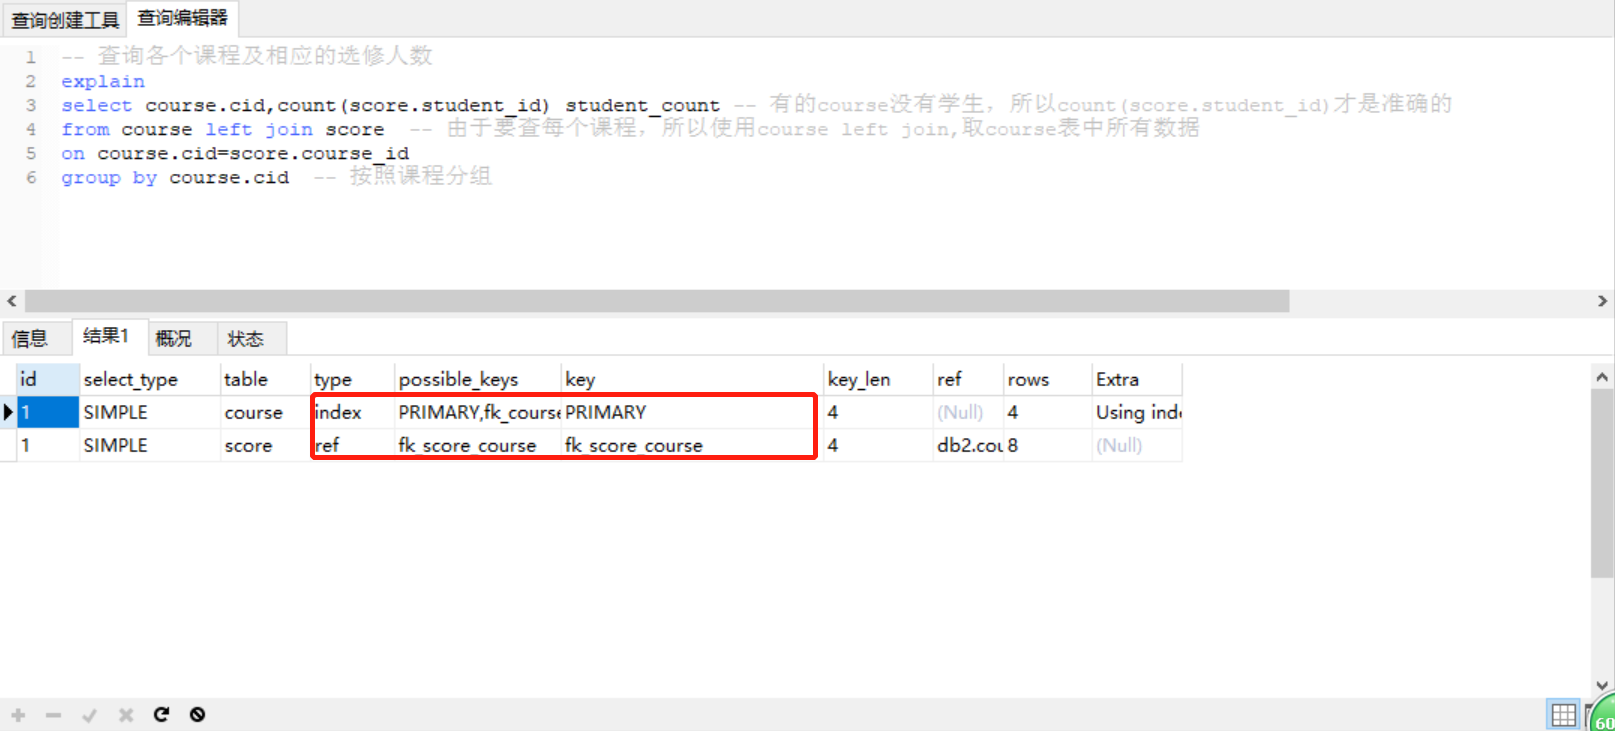 查询创建工具 查询编辑器
1 -- 查询各个课程及相应的选修人数
2 explain
3 select course.cid,count(score.student_id) student_count -- 有的course没有学生，所以count(score.student_id)才是准确的
4 from course left join score -- 由于要查每个课程，所以使用course left join,取course表中所有数据
5 on course.cid=score.course_id
6 group by course.cid -- 按照课程分组
信息 结果1 概况 状态
id select_type table type possible_keys key key_len ref rows Extra
1 SIMPLE course index PRIMARY,fk_course PRIMARY 4 (Null) 4 Using inde
1 SIMPLE score ref fk_score_course fk_score_course 4 db2.cou 8 (Null)
60